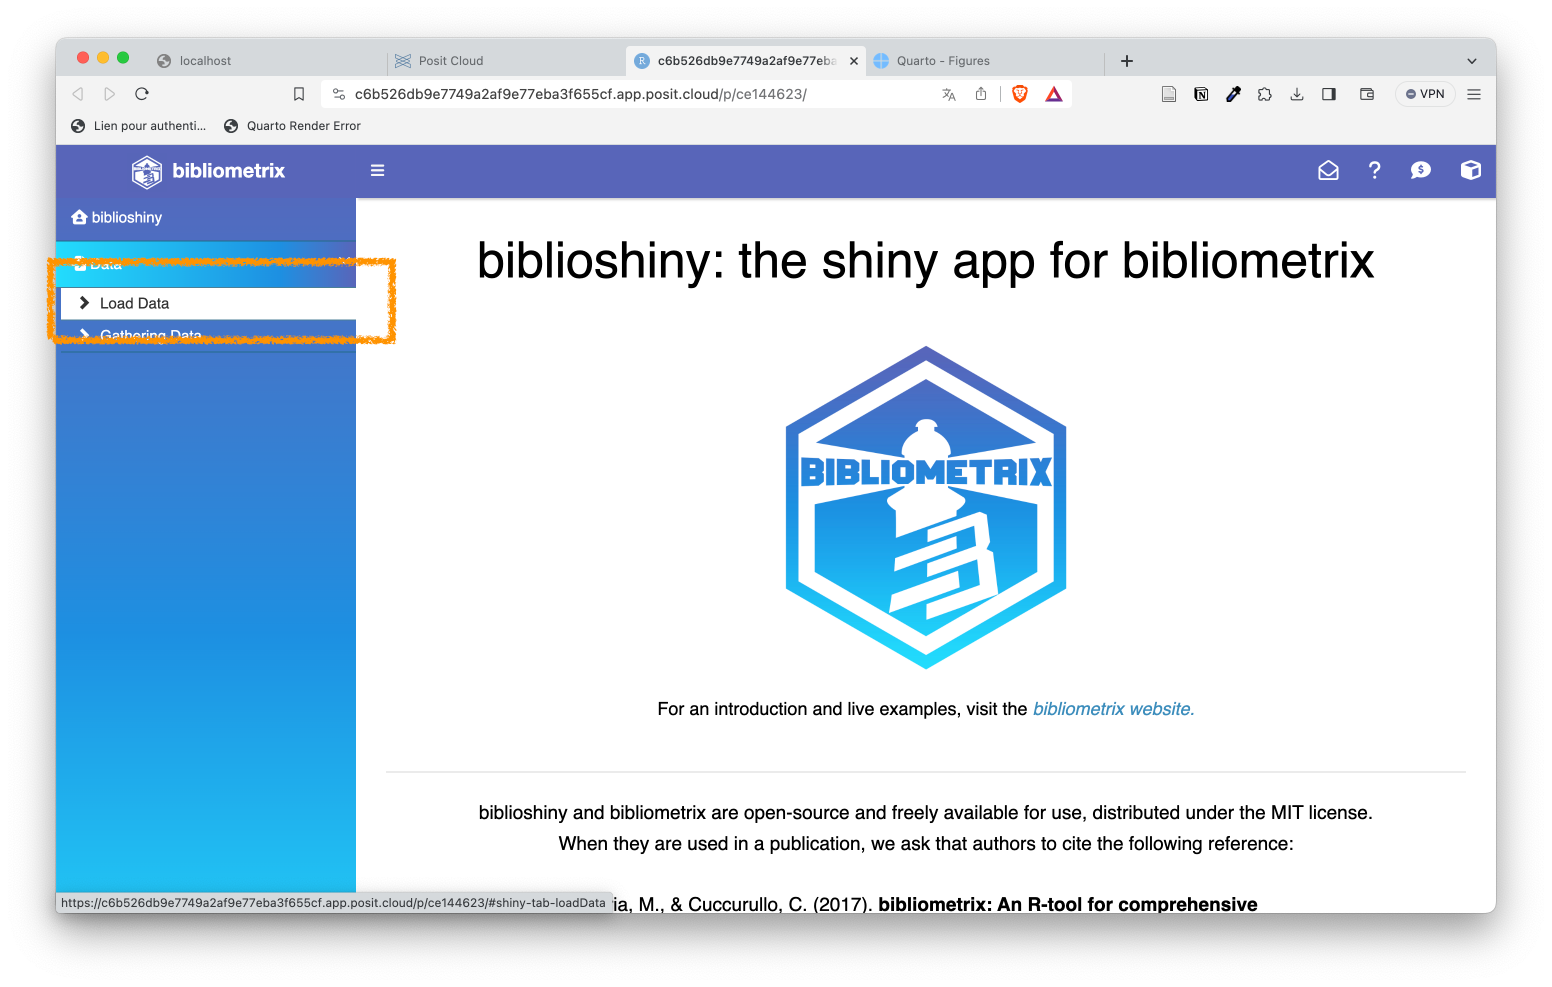 localhost
Posit Cloud
c6b526db9e7749a2af9e77eba
Quarto - Figures
c6b526db9e7749a2af9e77eba3f655cf.app.posit.cloud/p/ce144623/
VPN
Lien pour authenti...
Quarto Render Error
bibliometrix
biblioshiny
Data
Load Data
Gathering Data
biblioshiny: the shiny app for bibliometrix
BIBLIOMETRIX
For an introduction and live examples, visit the bibliometrix website.
biblioshiny and bibliometrix are open-source and freely available for use, distributed under the MIT license.
When they are used in a publication, we ask that authors to cite the following reference:
ia, M., & Cuccurullo, C. (2017). bibliometrix: An R-tool for comprehensive
https://c6b526db9e7749a2af9e77eba3f655cf.app.posit.cloud/p/ce144623/#shiny-tab-loadData